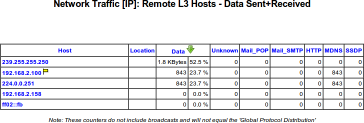 Network Traffic [IP]: Remote L3 Hosts - Data Sent+Received
Host Location Data Unknown Mail_POP Mail_SMTP HTTP MDNS SSDP
239.255.255.250 1.8 KBytes 52.5 % 0 0 0 0 0 0
192.168.2.100 843 23.7 % 0 0 0 0 843 0
224.0.0.251 843 23.7 % 0 0 0 0 843 0
192.168.2.158 0 0.0 % 0 0 0 0 0 0
ff02::fb 0 0.0 % 0 0 0 0 0 0
Note: These counters do not include broadcasts and will not equal the 'Global Protocol Distribution'